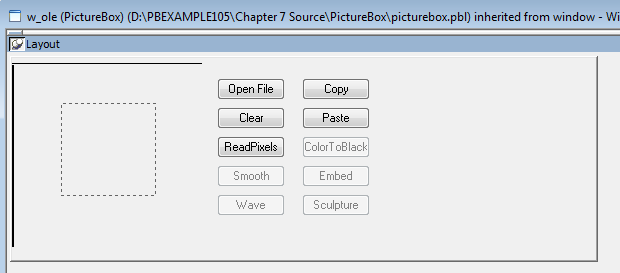 w_ole (PictureBox) (D:\PBEXAMPLE105\Chapter 7 Source\PictureBox\picturebox.pbl) inherited from window - Wi
Layout
Open File Copy
Clear Paste
ReadPixels ColorToBlack
Smooth Embed
Wave Sculpture